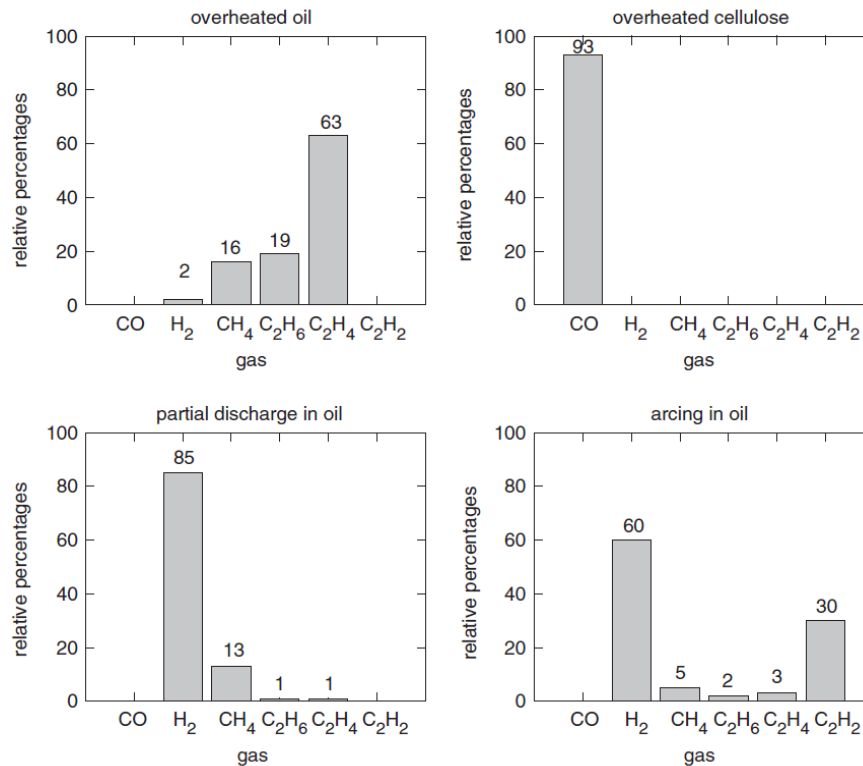 overheated oil
100
80
60
40
20
0
relative percentages
2
16
19
63
CO H2 CH4 C2H6 C2H4 C2H2
gas
overheated cellulose
100
80
60
40
20
0
relative percentages
93
CO H2 CH4 C2H6 C2H4 C2H2
gas
partial discharge in oil
100
80
60
40
20
0
relative percentages
85
13
1
1
CO H2 CH4 C2H6 C2H4 C2H2
gas
arcing in oil
100
80
60
40
20
0
relative percentages
60
5
2
3
30
CO H2 CH4 C2H6 C2H4 C2H2
gas